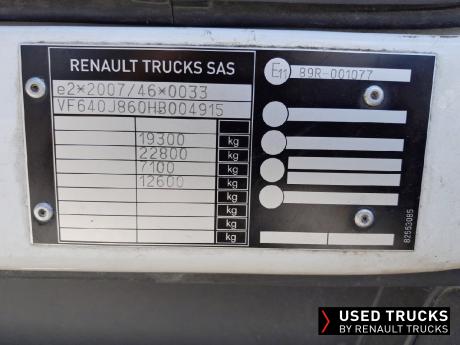 RENAULT TRUCKS SAS
e2*2007/46*0033
VF640J860HB004915
19300 kg
22800 kg
7100 kg
12600 kg
kg
kg
kg
kg
E11 89R-001077
82553085
USED TRUCKS
BY RENAULT TRUCKS